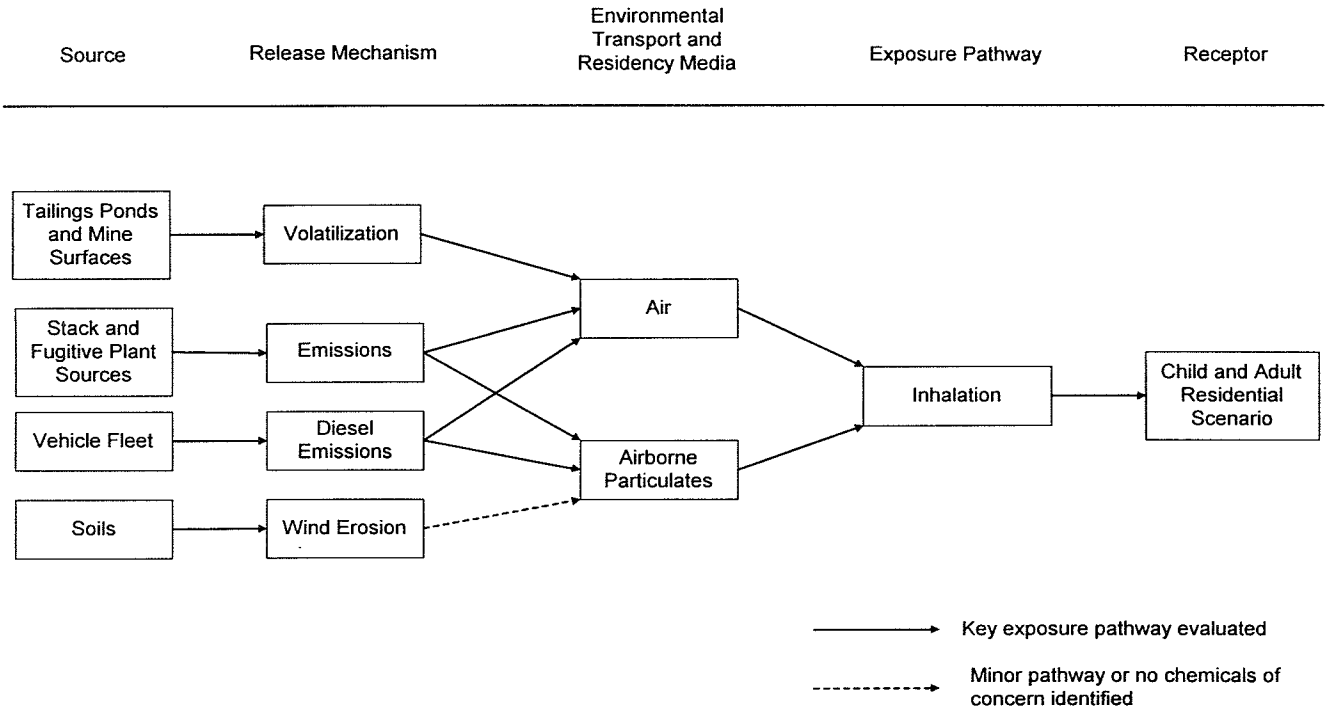 Source
Release Mechanism
Environmental
Transport and
Residency Media
Exposure Pathway
Receptor
Tailings Ponds
and Mine
Surfaces
Volatilization
Air
Stack and
Fugitive Plant
Sources
Emissions
Inhalation
Child and Adult
Residential
Scenario
Vehicle Fleet
Diesel
Emissions
Airborne
Particulates
Soils
Wind Erosion
Key exposure pathway evaluated
Minor pathway or no chemicals of
concern identified